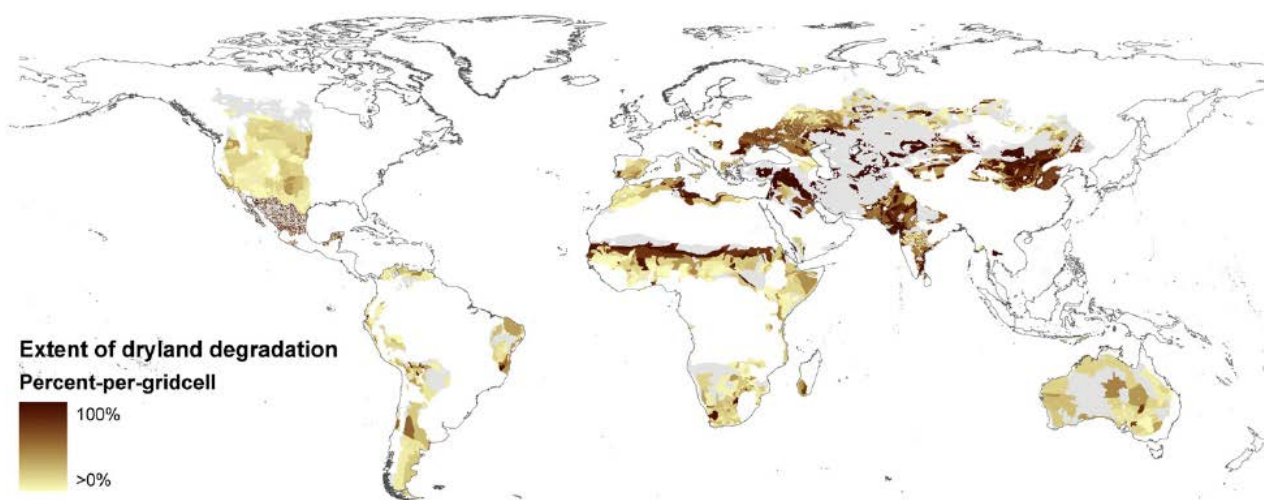 Extent of dryland degradation
Percent-per-gridcell
100%
>0%